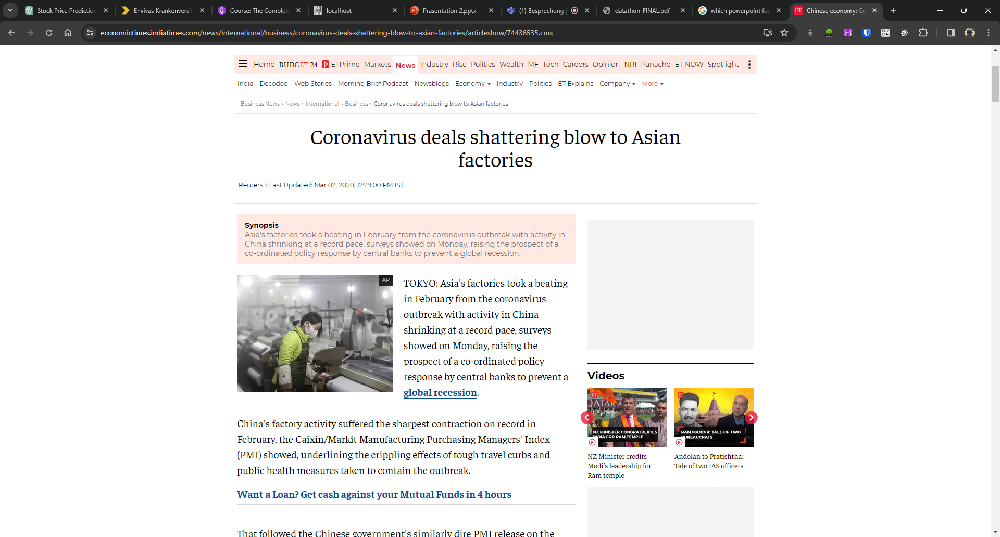 Stock Price Prediction
Envivas Krankenversic
Course: The Complete
localhost
Präsentation 2.pptx -
(1) Besprechung
datathon_FINAL.pdf
which powerpoint for
Chinese economy: Co
economictimes.indiatimes.com/news/international/business/coronavirus-deals-shattering-blow-to-asian-factories/articleshow/74436535.cms
Home BUDGET'24 ETPrime Markets News Industry Rise Politics Wealth MF Tech Careers Opinion NRI Panache ET NOW Spotlight
India Decoded Web Stories Morning Brief Podcast Newsblogs Economy Industry Politics ET Explains Company More
Business News › News › International › Business › Coronavirus deals shattering blow to Asian factories
Coronavirus deals shattering blow to Asian
factories
Reuters • Last Updated: Mar 02, 2020, 12:29:00 PM IST
Synopsis
Asia's factories took a beating in February from the coronavirus outbreak with activity in
China shrinking at a record pace, surveys showed on Monday, raising the prospect of a
co-ordinated policy response by central banks to prevent a global recession.
AP
TOKYO: Asia's factories took a beating
in February from the coronavirus
outbreak with activity in China
shrinking at a record pace, surveys
showed on Monday, raising the
prospect of a co-ordinated policy
response by central banks to prevent a
global recession.
China's factory activity suffered the sharpest contraction on record in
February, the Caixin/Markit Manufacturing Purchasing Managers' Index
(PMI) showed, underlining the crippling effects of tough travel curbs and
public health measures taken to contain the outbreak.
Want a Loan? Get cash against your Mutual Funds in 4 hours
That followed the Chinese government's similarly dire PMI release on the
Videos
ET
QATAR A
NZ MINISTER CONGRATULATES
INDIA FOR RAM TEMPLE
NZ Minister credits
Modi's leadership for
Ram temple
ET
RAM MANDIR: TALE OF TWO
BUREAUCRATS
Andolan to Pratishtha:
Tale of two IAS officers